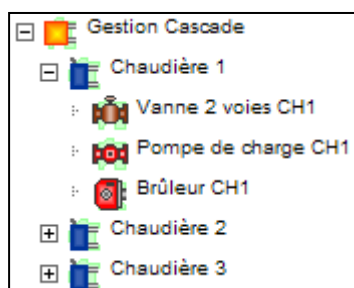 Gestion Cascade
Chaudière 1
Vanne 2 voies CH1
Pompe de charge CH1
Brûleur CH1
Chaudière 2
Chaudière 3